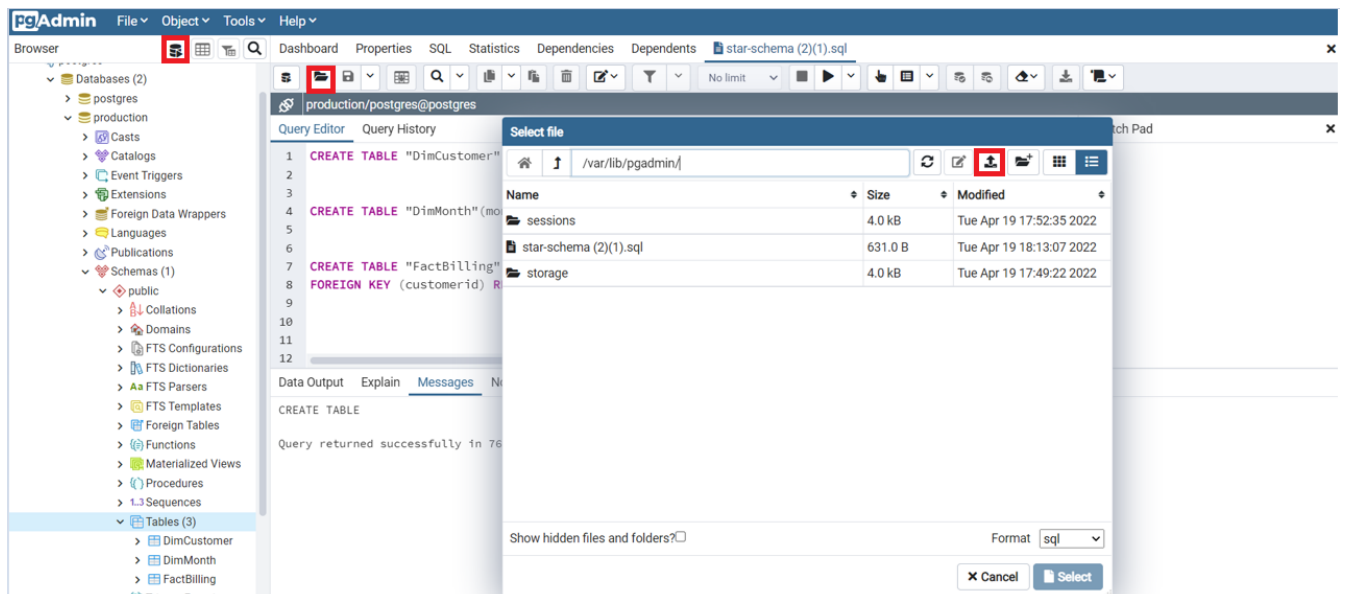 pgAdmin File Object Tools Help
Browser
Dashboard Properties SQL Statistics Dependencies Dependents star-schema (2)(1).sql
Databases (2)
postgres
production
Casts
Catalogs
Event Triggers
Extensions
Foreign Data Wrappers
Languages
Publications
Schemas (1)
public
Collations
Domains
FTS Configurations
FTS Dictionaries
FTS Parsers
FTS Templates
Foreign Tables
Functions
Materialized Views
Procedures
1..3 Sequences
Tables (3)
DimCustomer
DimMonth
FactBilling
No limit
production/postgres@postgres
Query Editor Query History
1 CREATE TABLE "DimCustomer"
2
3
4 CREATE TABLE "DimMonth"(mo
5
6
7 CREATE TABLE "FactBilling"
8 FOREIGN KEY (customerid) R
9
10
11
12
Data Output Explain Messages
CREATE TABLE
Query returned successfully in 76
tch Pad
Select file
/var/lib/pgadmin/
Name Size Modified
sessions 4.0 kB Tue Apr 19 17:52:35 2022
star-schema (2)(1).sql 631.0 B Tue Apr 19 18:13:07 2022
storage 4.0 kB Tue Apr 19 17:49:22 2022
Show hidden files and folders?
Format sql
Cancel Select